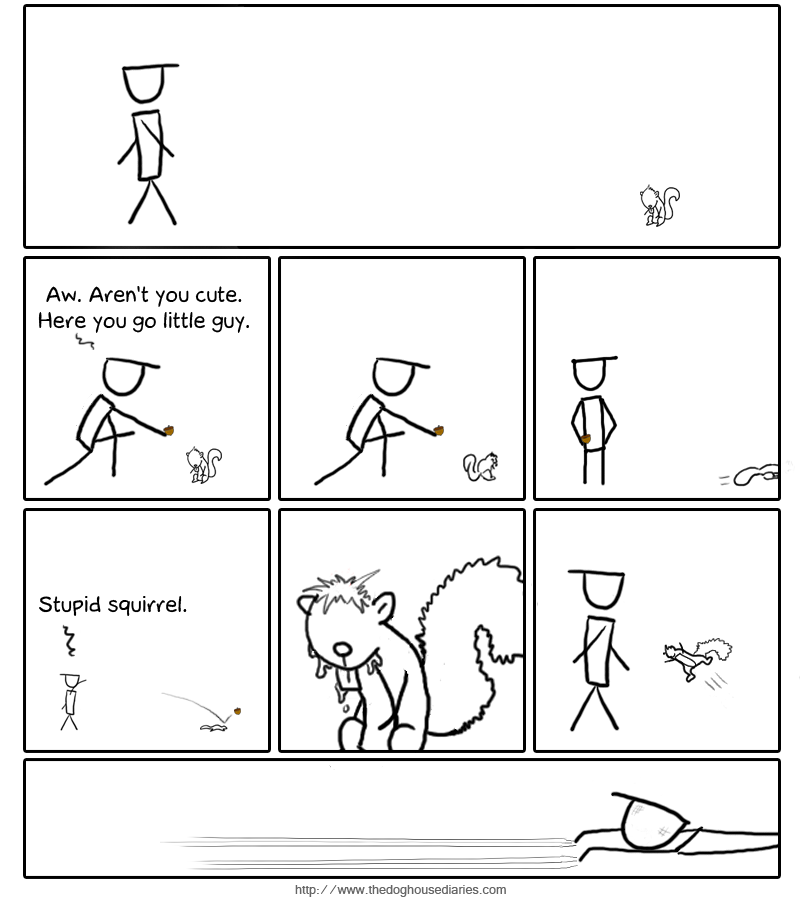 Aw. Aren't you cute.
Here you go little guy.
Stupid squirrel.
http://www.thedoghousediaries.com